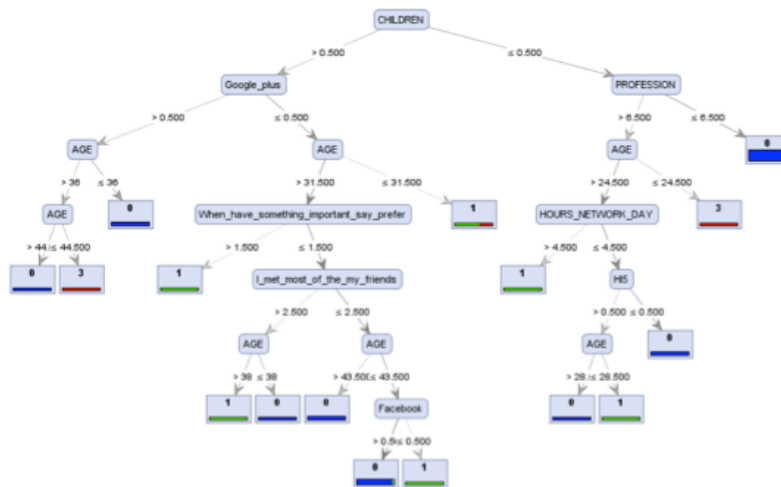 CHILDREN
> 0.500 ≤ 0.500
Google_plus PROFESSION
> 0.500 ≤ 0.500 > 6.500 ≤ 6.500
AGE AGE AGE 0
> 36 ≤ 36 > 31.500 ≤ 31.500 > 24.500 ≤ 24.500
AGE 0 When_have_something_important_say_prefer 1 HOURS_NETWORK_DAY 3
> 44. ≤ 44.500 > 1.500 ≤ 1.500 > 4.500 ≤ 4.500
0 3 1 I_met_most_of_the_my_friends 1 HIS
> 2.500 ≤ 2.500 > 0.500 ≤ 0.500
AGE AGE AGE 0
> 38 ≤ 38 > 43.500 ≤ 43.500 > 28. ≤ 28.500
1 0 0 Facebook 0 1
> 0.5 ≤ 0.500
0 1